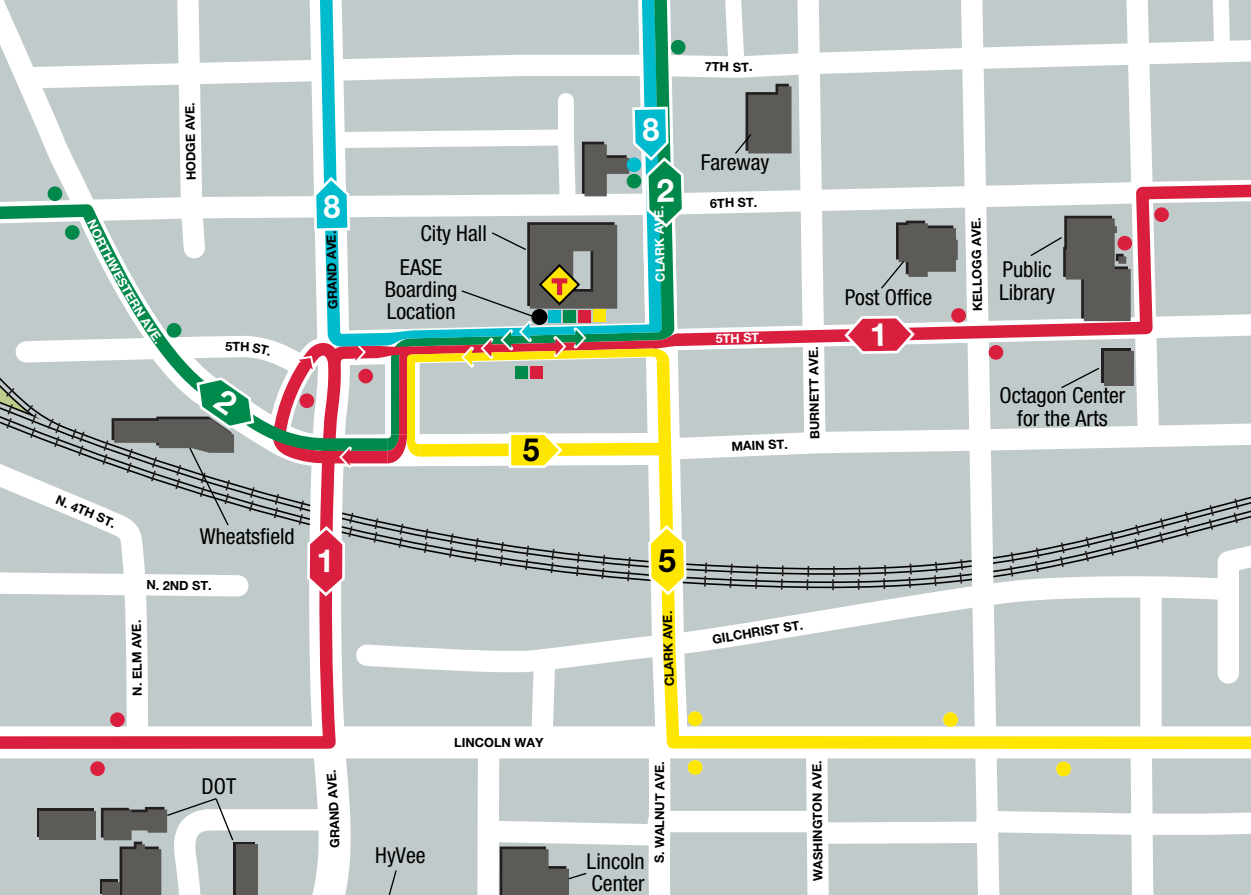 7TH ST.
HODGE AVE.
8
Fareway
8
2
6TH ST.
CLARK AVE.
NORTHWESTERN AVE.
GRAND AVE.
City Hall
EASE
Boarding
Location
T
Post Office
KELLOGG AVE.
Public
Library
5TH ST.
5TH ST.
1
BURNETT AVE.
Octagon Center
for the Arts
2
5
MAIN ST.
N. 4TH ST.
Wheatsfield
1
5
N. 2ND ST.
N. ELM AVE.
CLARK AVE.
GILCHRIST ST.
LINCOLN WAY
DOT
GRAND AVE.
S. WALNUT AVE.
WASHINGTON AVE.
HyVee
Lincoln
Center